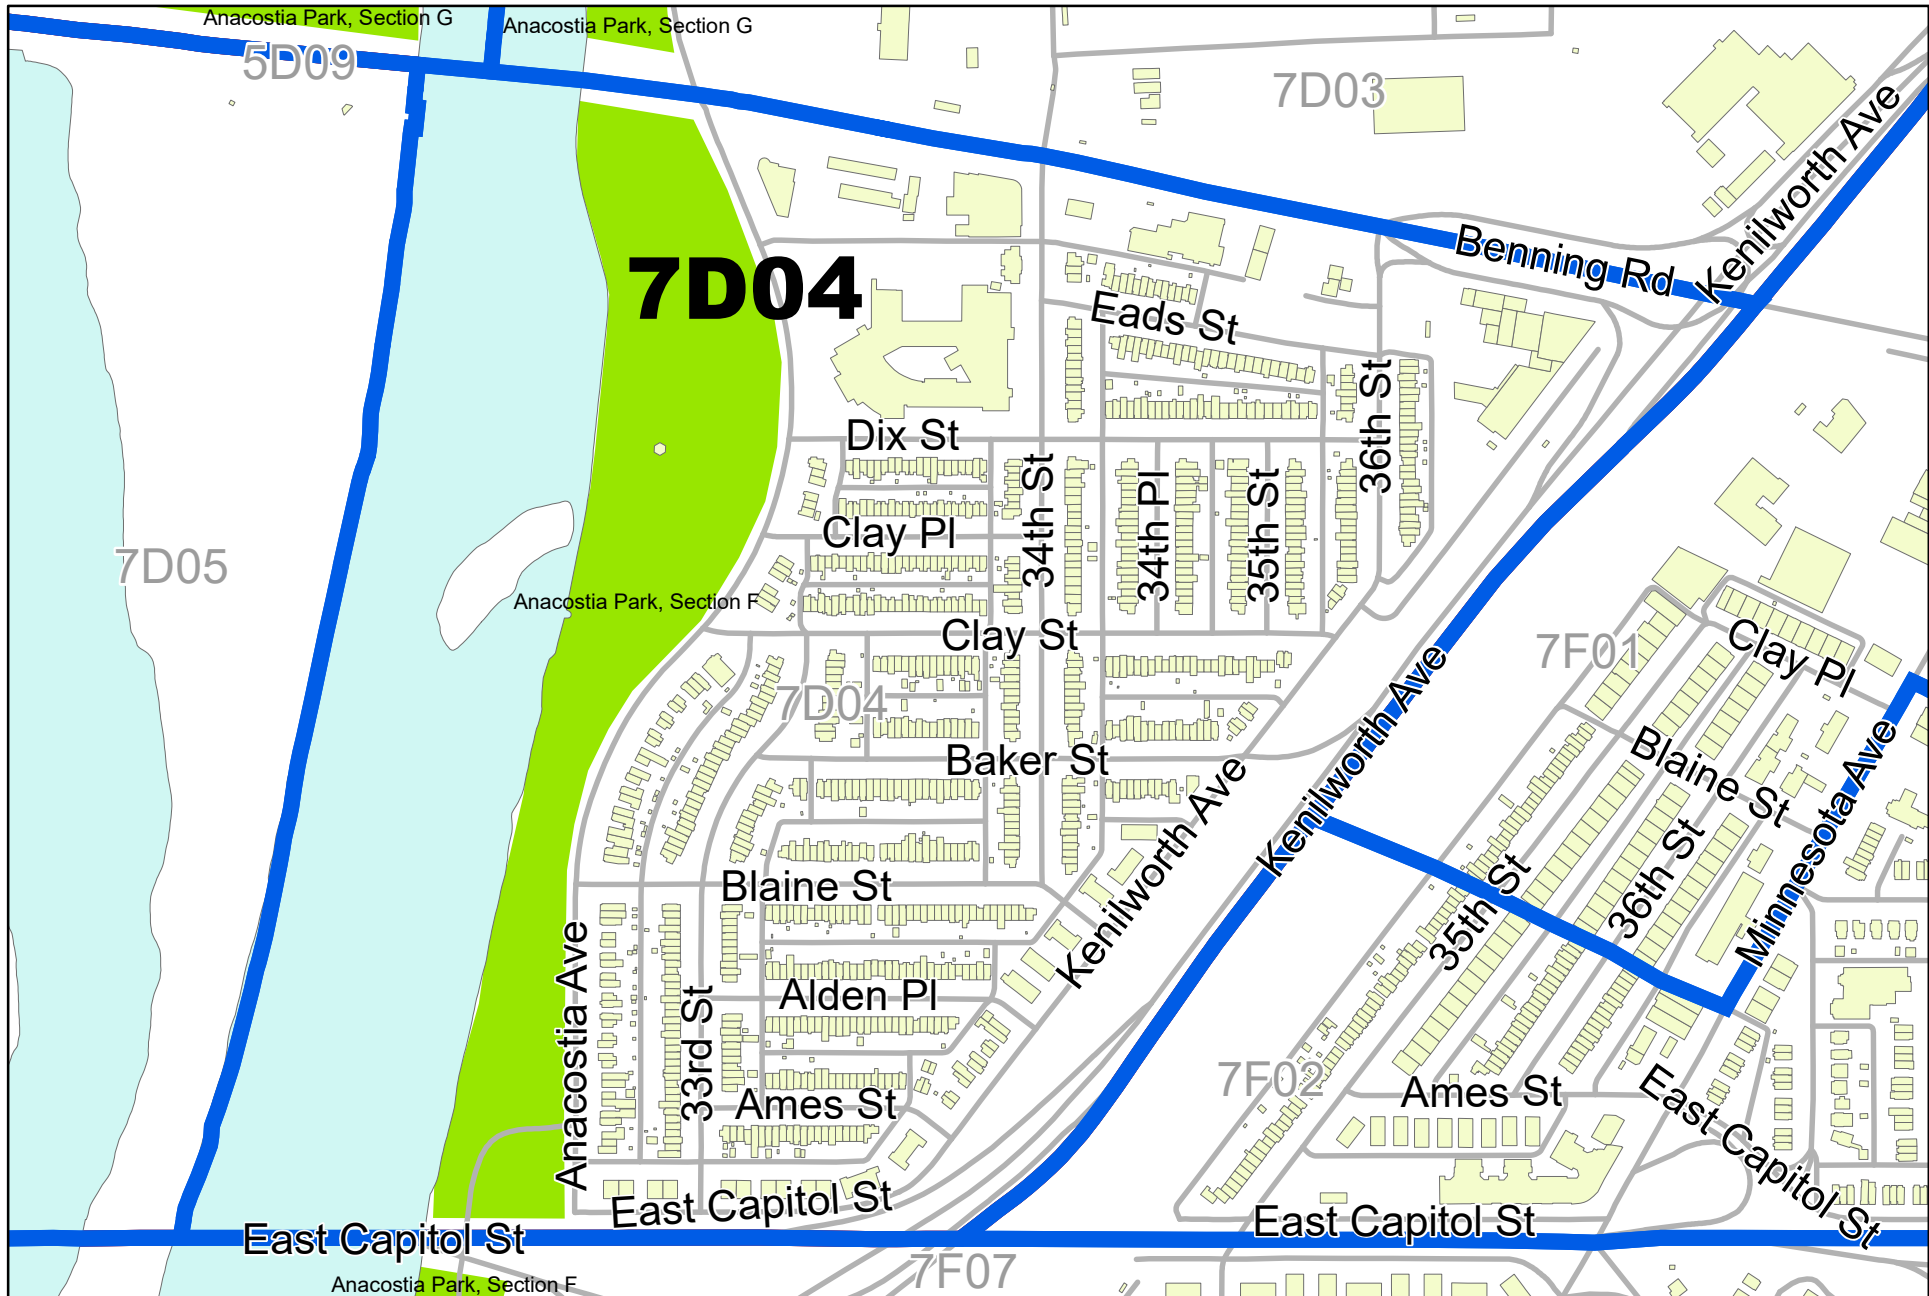 Anacostia Park, Section G
Anacostia Park, Section G
5D09
7D03
Kenilworth Ave
Benning Rd
7D04
Eads St
36th St
Dix St
34th St
34th Pl
35th St
Clay Pl
7D05
Anacostia Park, Section F
Clay St
7F01
Clay Pl
7D04
Baker St
Kenilworth Ave
Kenilworth Ave
Blaine St
Minnesota Ave
Blaine St
35th St
36th St
Anacostia Ave
33rd St
Alden Pl
7F02
Ames St
Ames St
East Capitol St
East Capitol St
East Capitol St
East Capitol St
7F07
Anacostia Park, Section F